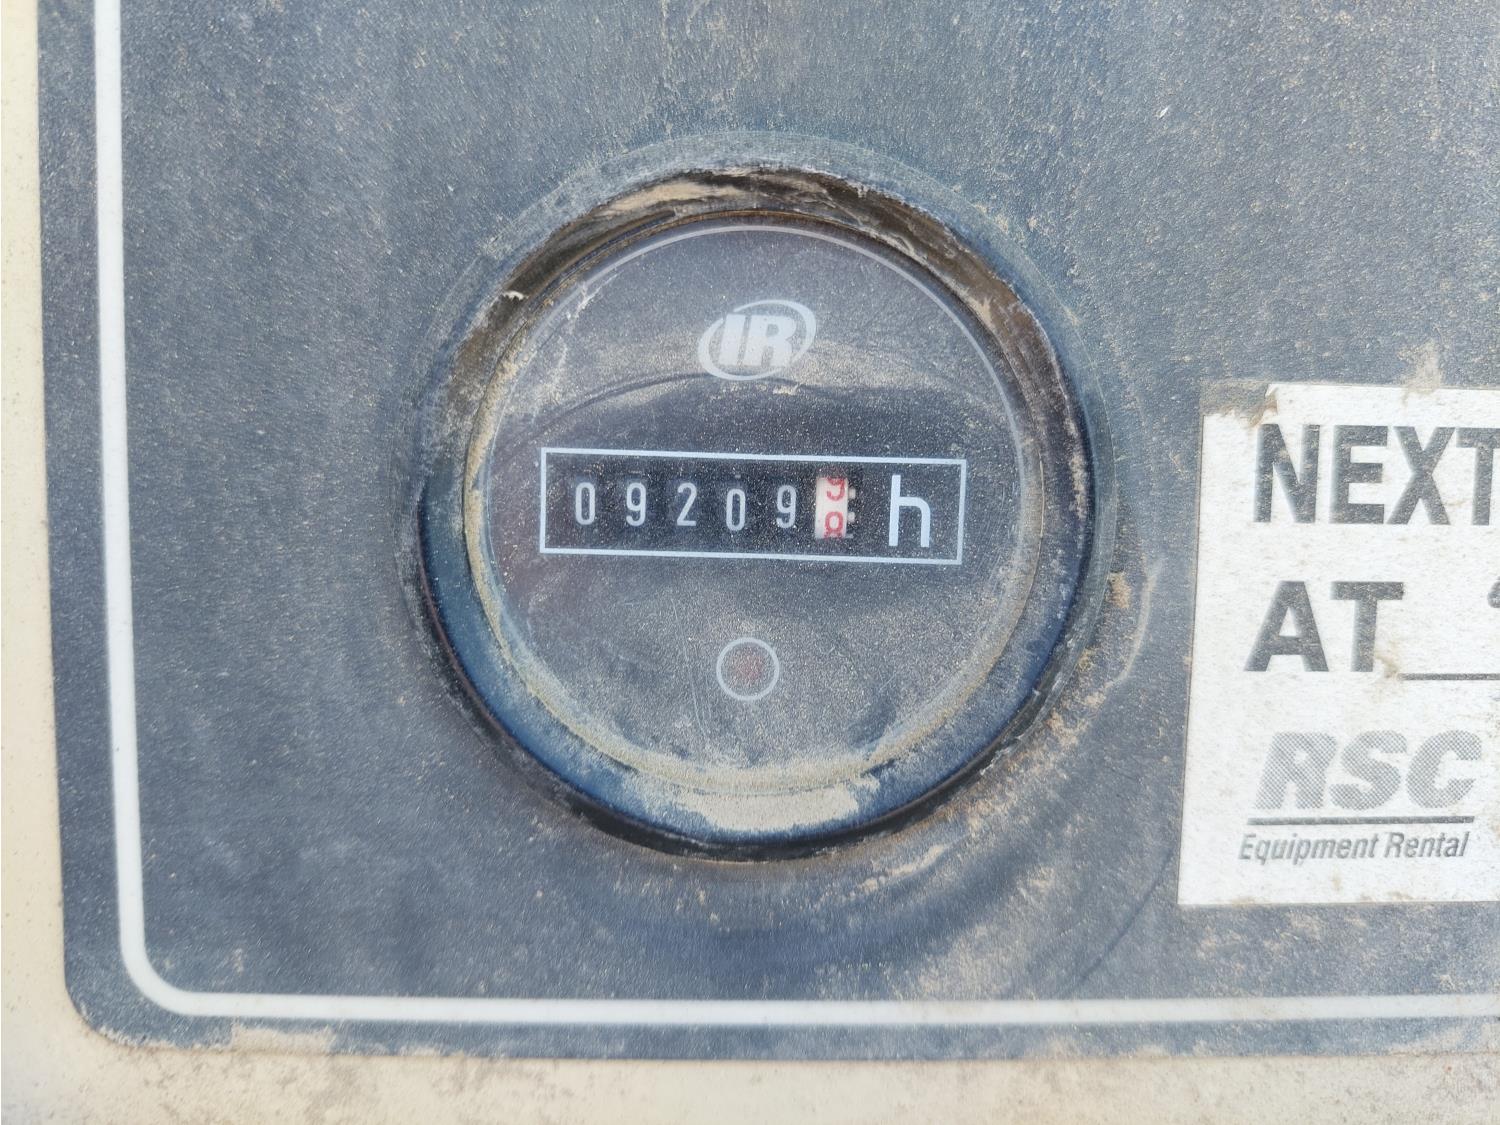 IR
09209 h
NEXT
AT
RSC
Equipment Rental